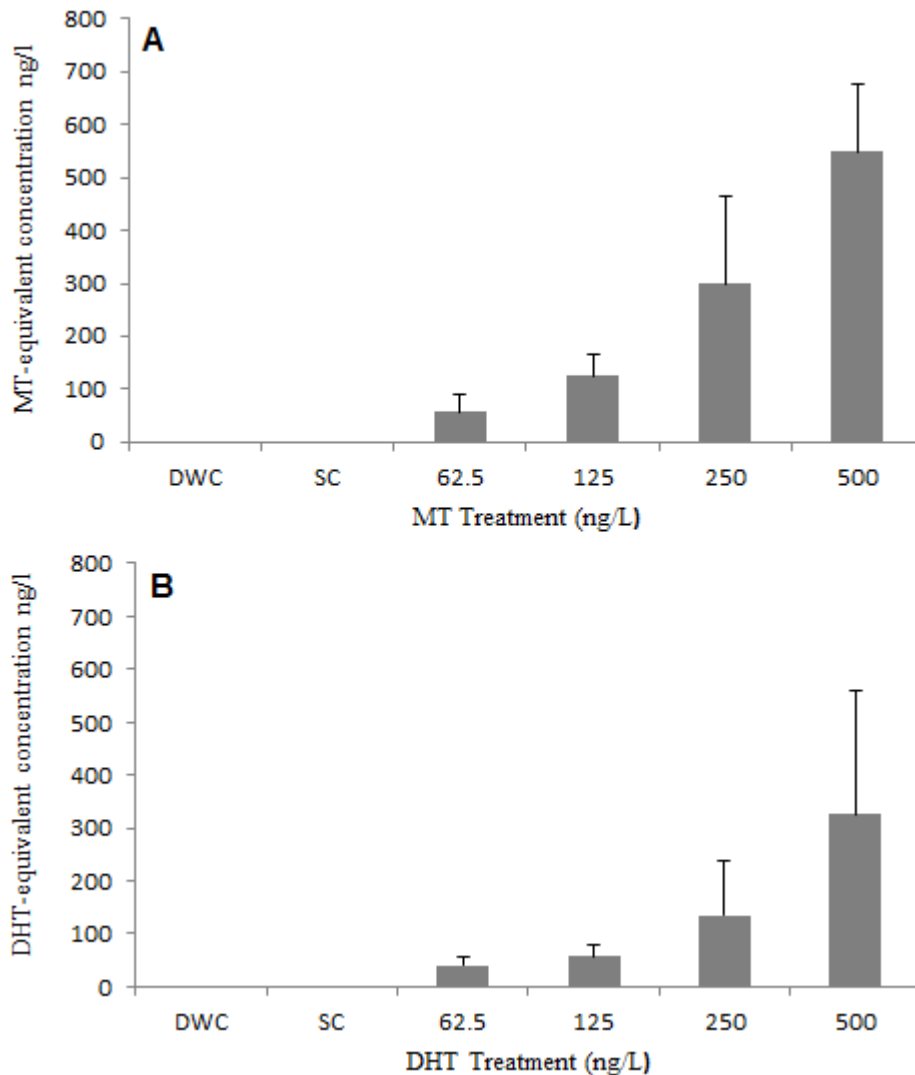 A
MT-equivalent concentration ng/l
800
700
600
500
400
300
200
100
0
DWC SC 62.5 125 250 500
MT Treatment (ng/L)
B
DHT-equivalent concentration ng/l
800
700
600
500
400
300
200
100
0
DWC SC 62.5 125 250 500
DHT Treatment (ng/L)